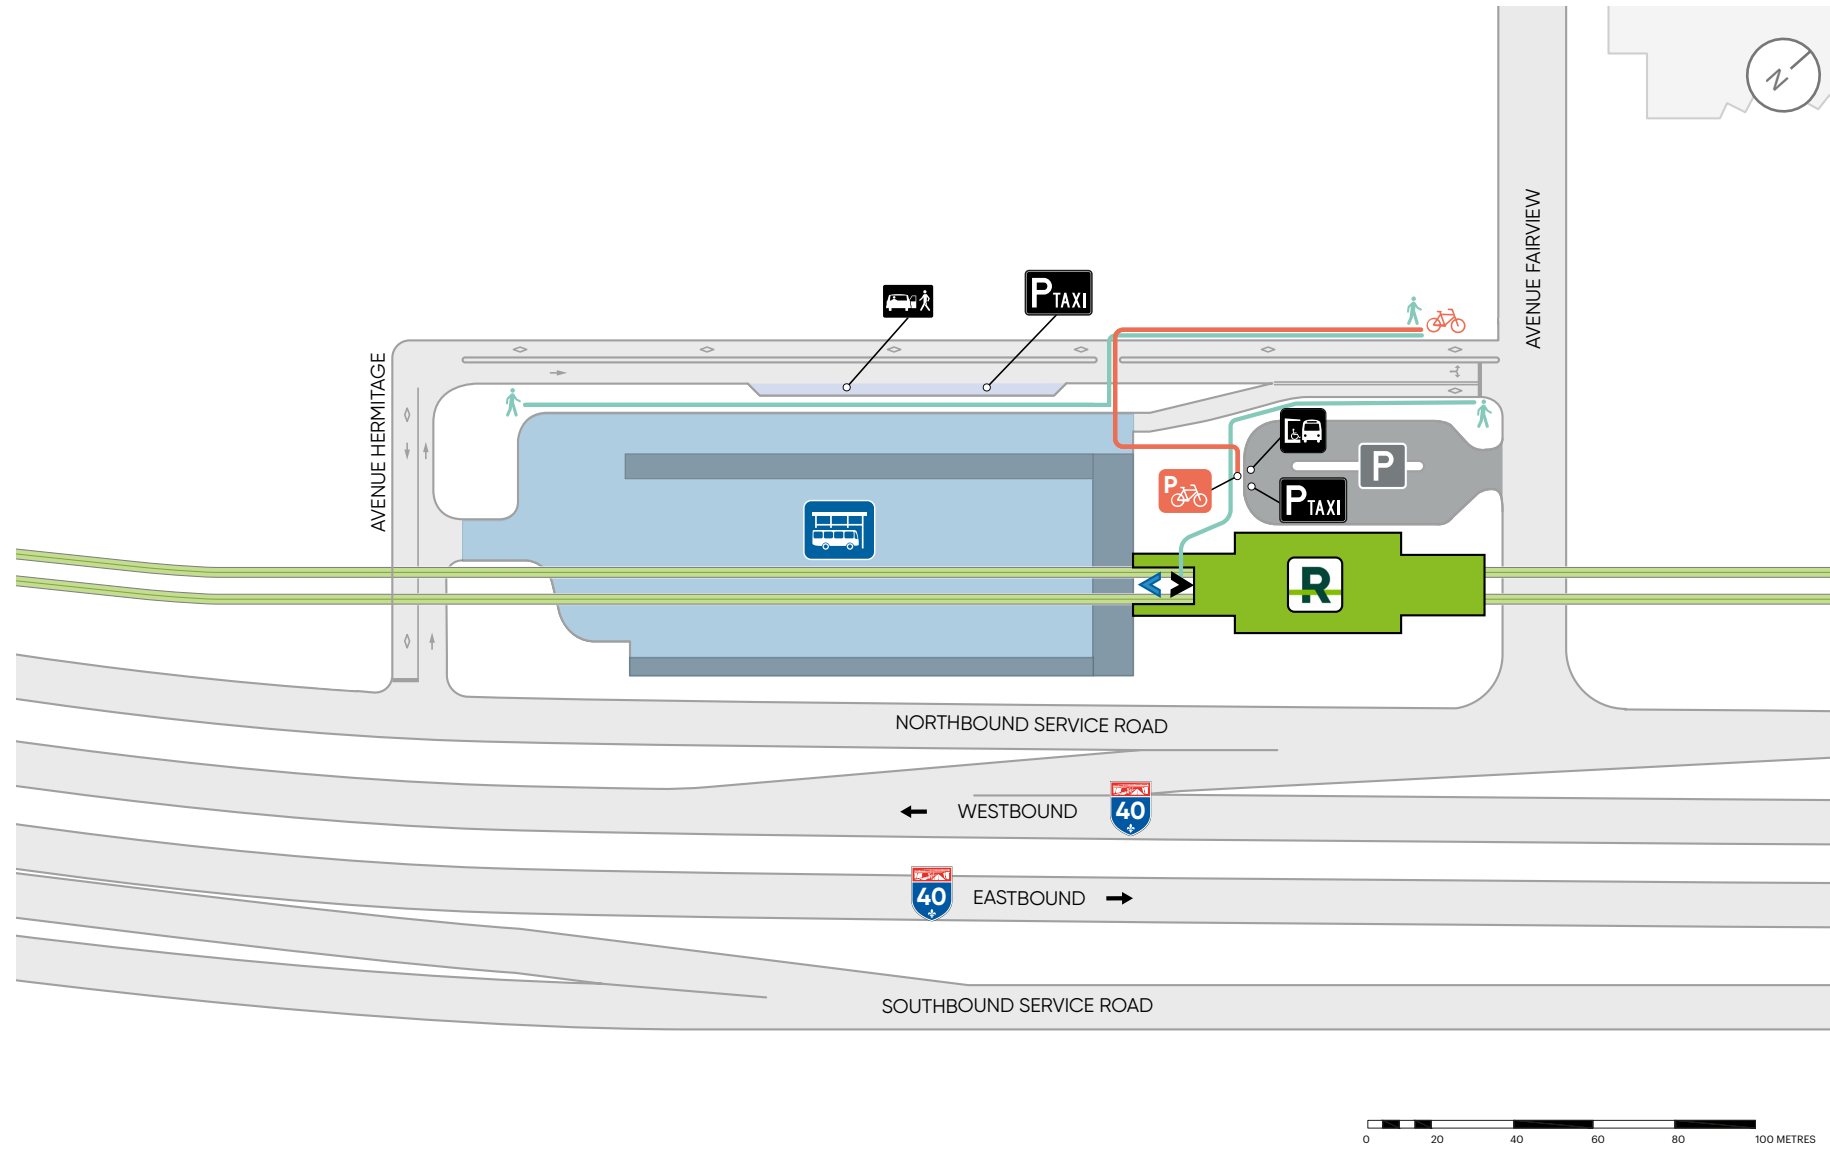 N
AVENUE FAIRVIEW
P TAXI
AVENUE HERMITAGE
P
P
P TAXI
R
NORTHBOUND SERVICE ROAD
WESTBOUND
40
40
EASTBOUND
SOUTHBOUND SERVICE ROAD
0 20 40 60 80 100 METRES